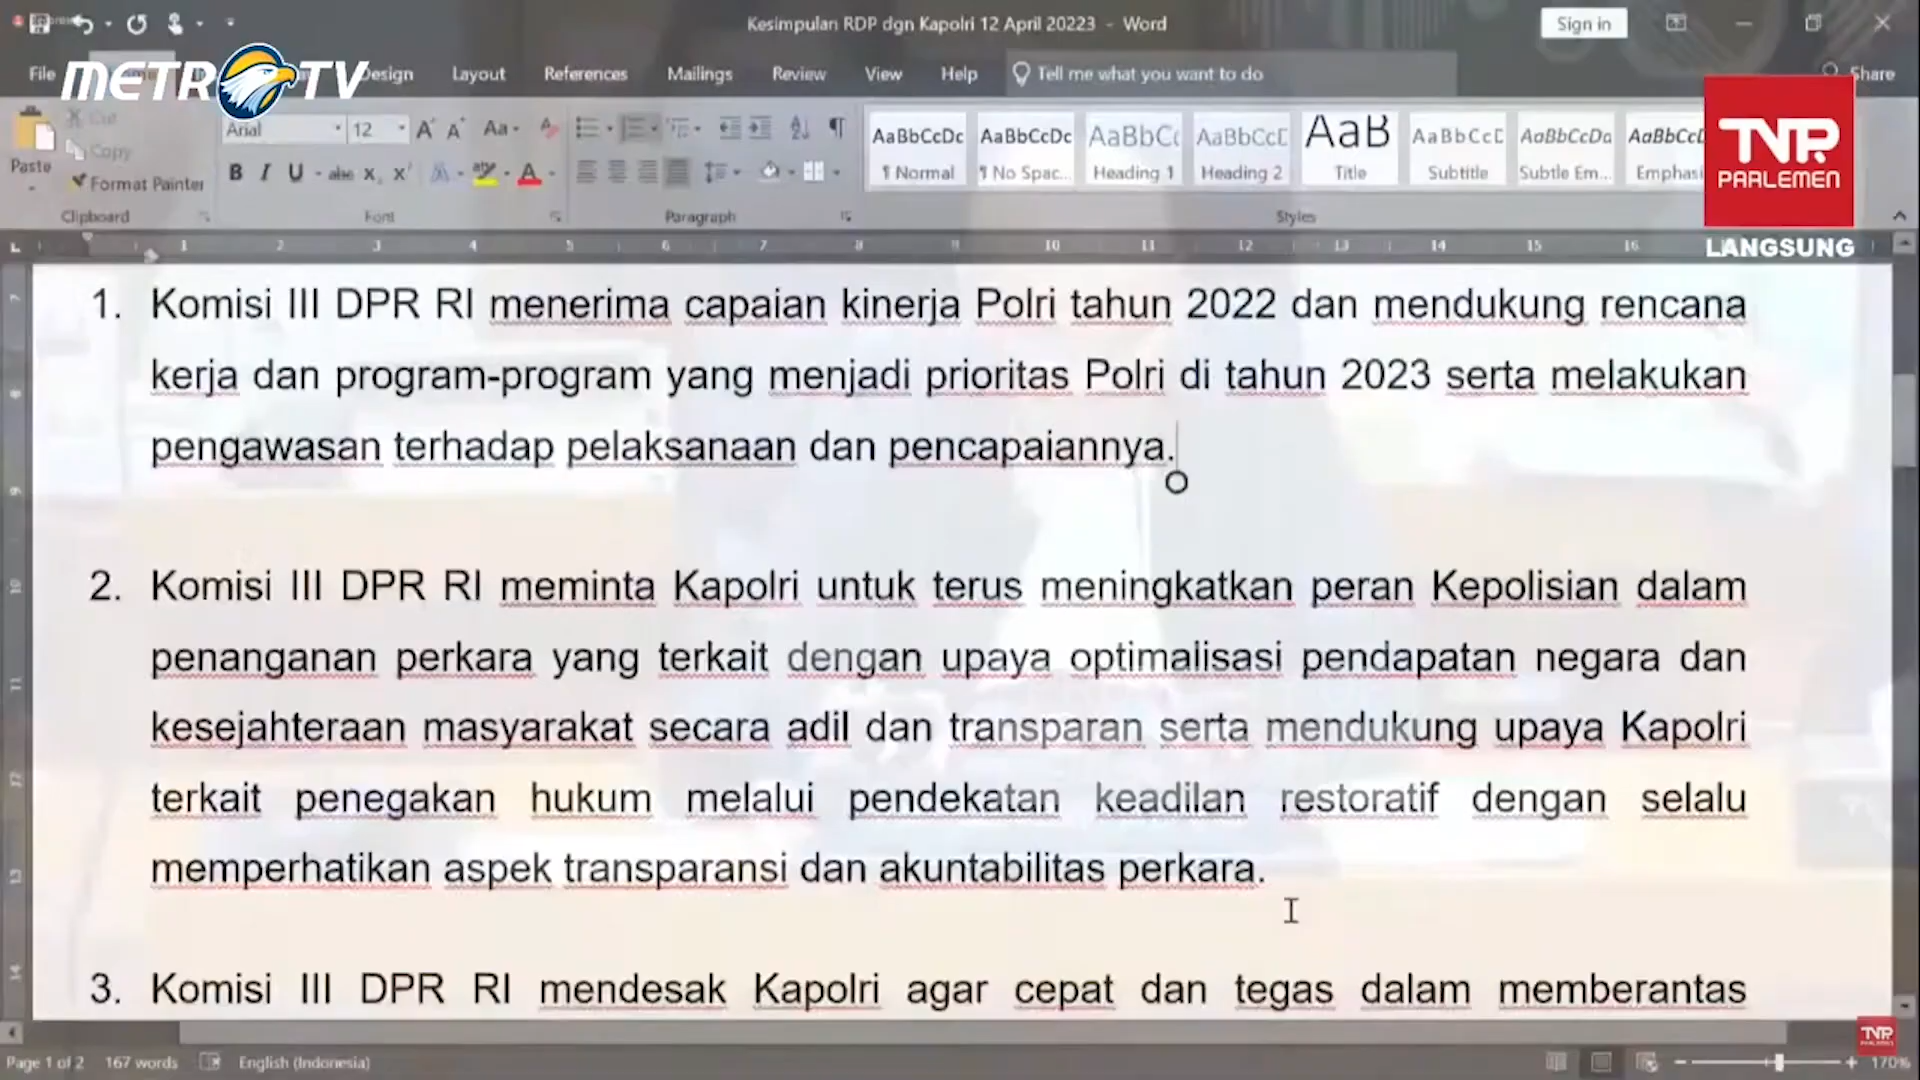 Kesimpulan RDP dgn Kapolri 12 April 20223 - Word
Sign in
File
Design
Layout
References
Mailings
Review
View
Help
Tell me what you want to do
Share
METRO TV
Cut
Copy
Paste
Format Painter
Clipboard
Arial
12
Font
Paragraph
AaBbCcDc
¶ Normal
AaBbCcDc
¶ No Spac...
AaBbC
Heading 1
AaBbCcD
Heading 2
AaB
Title
AaBbCcD
Subtitle
AaBbCcDa
Subtle Em...
AaBbCcD
Emphasi
Styles
TVR
PARLEMEN
LANGSUNG
1. Komisi III DPR RI menerima capaian kinerja Polri tahun 2022 dan mendukung rencana
kerja dan program-program yang menjadi prioritas Polri di tahun 2023 serta melakukan
pengawasan terhadap pelaksanaan dan pencapaiannya.
2. Komisi III DPR RI meminta Kapolri untuk terus meningkatkan peran Kepolisian dalam
penanganan perkara yang terkait dengan upaya optimalisasi pendapatan negara dan
kesejahteraan masyarakat secara adil dan transparan serta mendukung upaya Kapolri
terkait penegakan hukum melalui pendekatan keadilan restoratif dengan selalu
memperhatikan aspek transparansi dan akuntabilitas perkara.
3. Komisi III DPR RI mendesak Kapolri agar cepat dan tegas dalam memberantas
Page 1 of 2
167 words
English (Indonesia)
170%